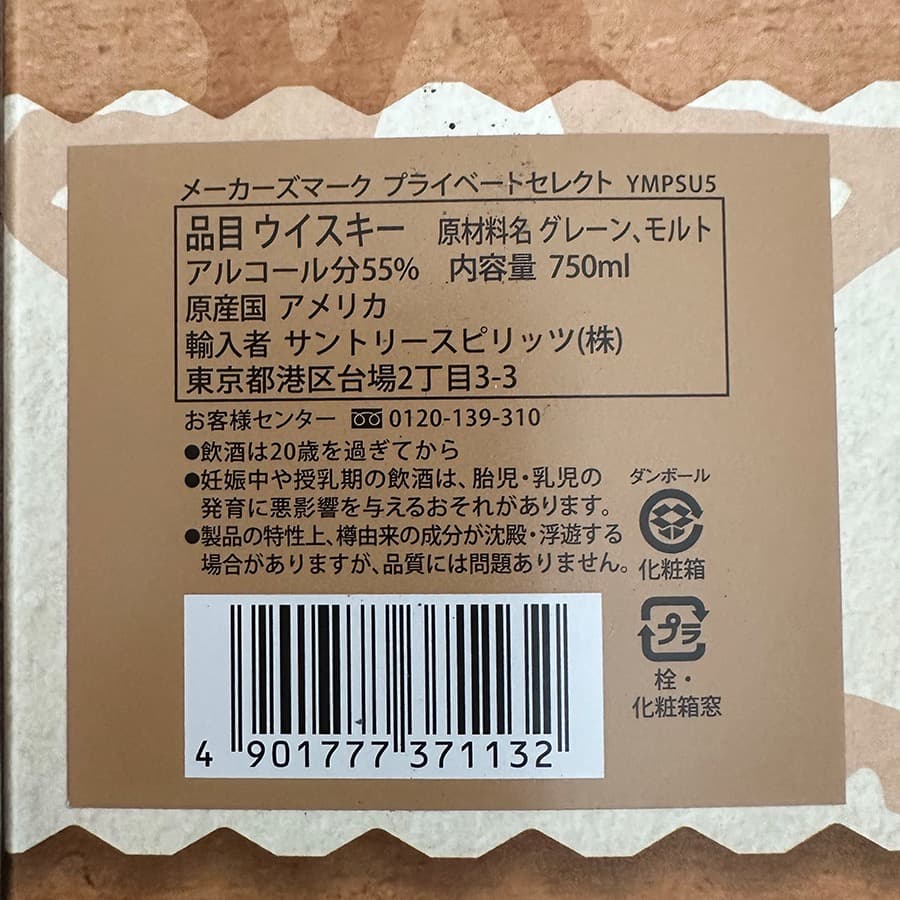 メーカーズマーク プライベートセレクト YMPSU5
品目 ウイスキー 原材料名 グレーン、モルト
アルコール分55% 内容量 750ml
原産国 アメリカ
輸入者 サントリースピリッツ(株)
東京都港区台場2丁目3-3
お客様センター 0120-139-310
●飲酒は20歳を過ぎてから
●妊娠中や授乳期の飲酒は、胎児・乳児の
発育に悪影響を与えるおそれがあります。
●製品の特性上、樽由来の成分が沈殿・浮遊する
場合がありますが、品質には問題ありません。
ダンボール
化粧箱
プラ
栓・
化粧箱窓
4 901777 371132